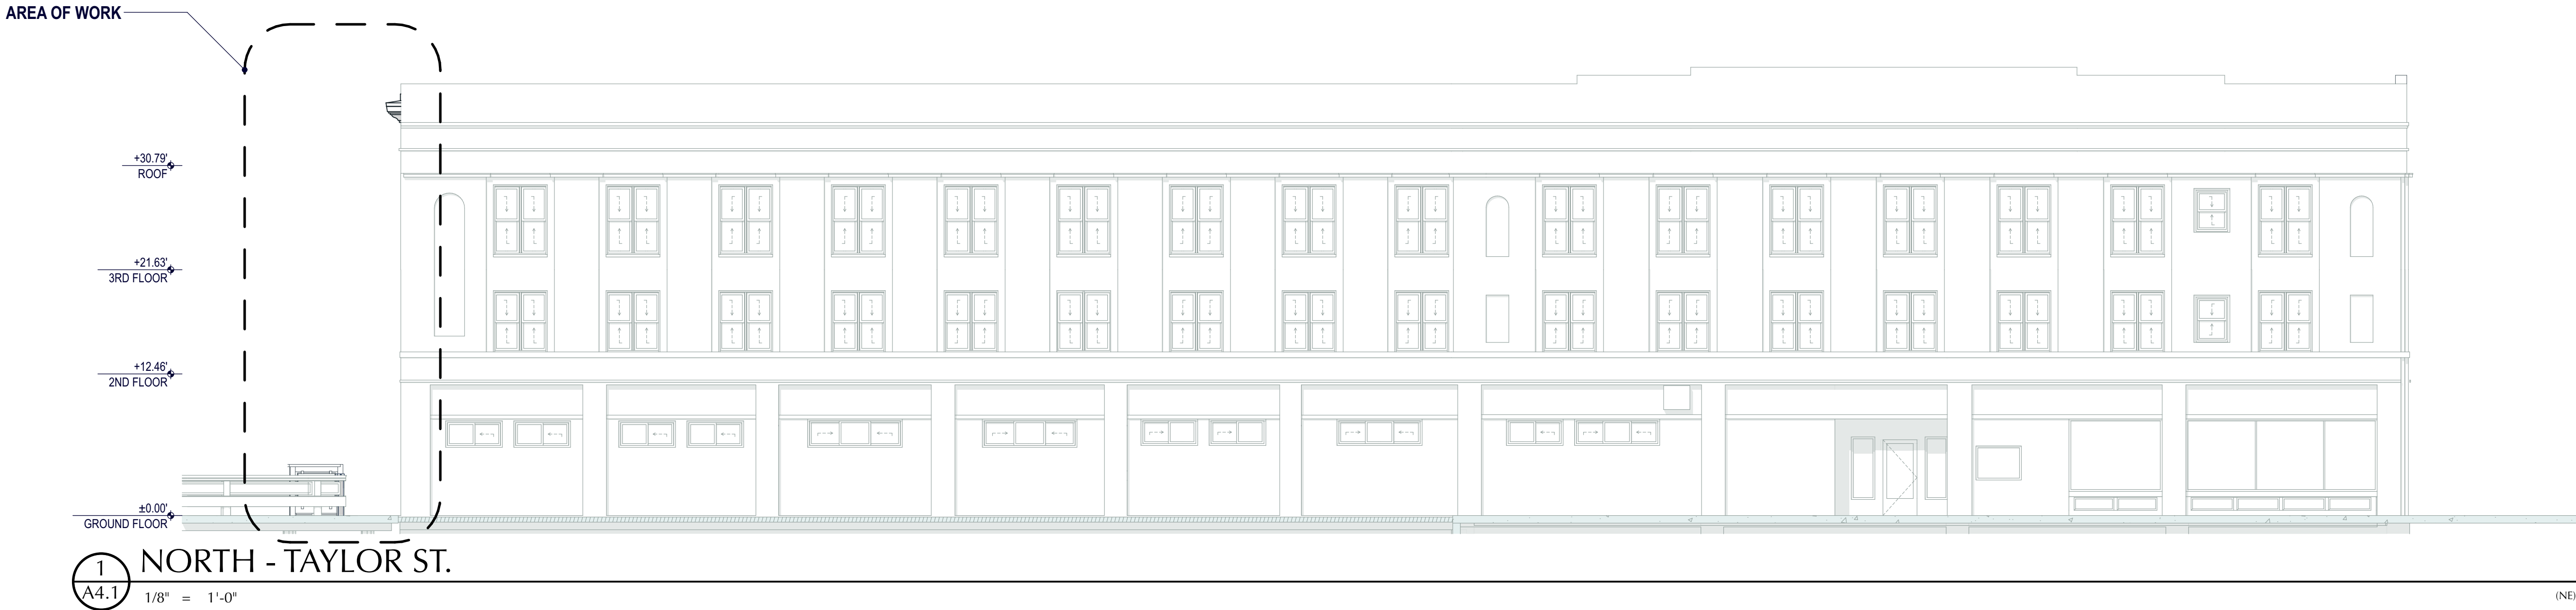 AREA OF WORK
+30.79'
ROOF
+21.63'
3RD FLOOR
+12.46'
2ND FLOOR
±0.00'
GROUND FLOOR
1
A4.1
NORTH - TAYLOR ST.
1/8" = 1'-0"
(NE)